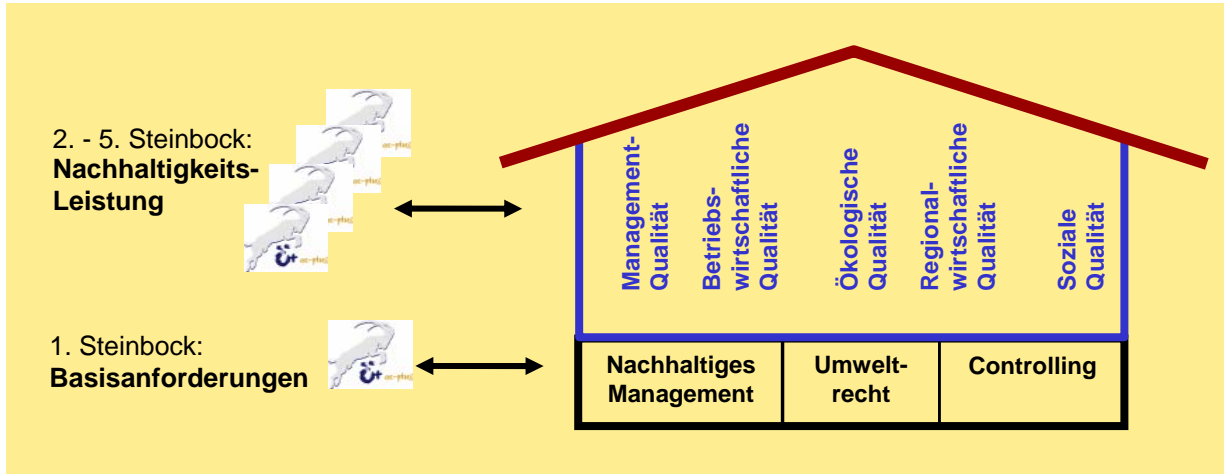 2. - 5. Steinbock:
Nachhaltigkeits-
Leistung
1. Steinbock:
Basisanforderungen
Management-
Qualität
Betriebs-
wirtschaftliche
Qualität
Ökologische
Qualität
Regional-
wirtschaftliche
Qualität
Soziale
Qualität
Nachhaltiges
Management
Umwelt-
recht
Controlling